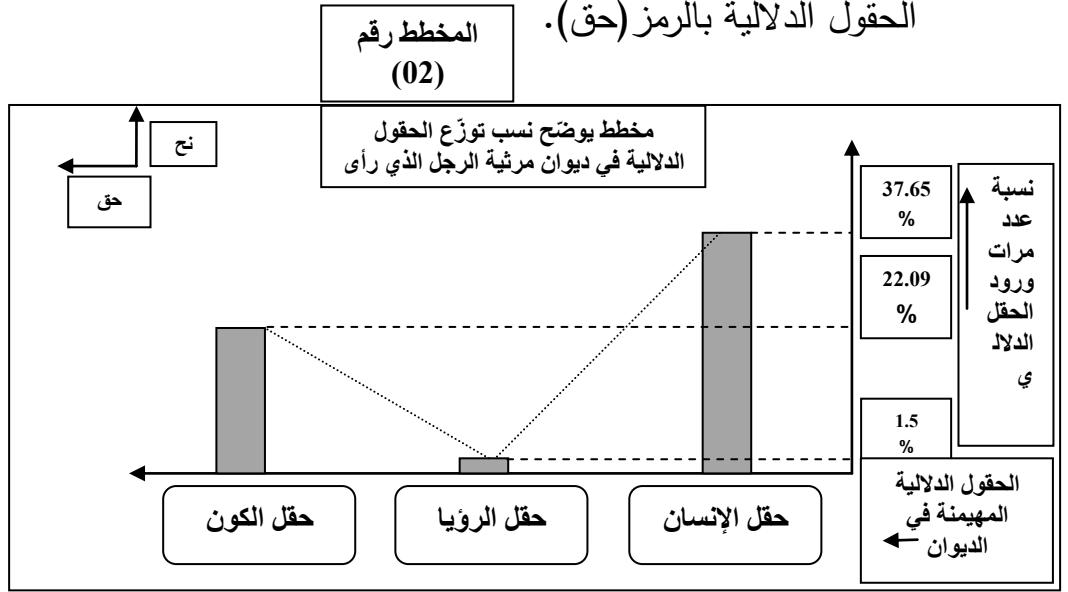 الحقول الدلالية بالرمز(حق).
المخطط رقم
(02)
مخطط يوضّح نسب توزّع الحقول
الدلالية في ديوان مرثية الرجل الذي رأى
نح
حق
37.65
%
22.09
%
1.5
%
نسبة
عدد
مرات
ورود
الحقل
الدلال
ي
حقل الإنسان
حقل الرؤيا
حقل الكون
الحقول الدلالية
المهيمنة في
الديوان